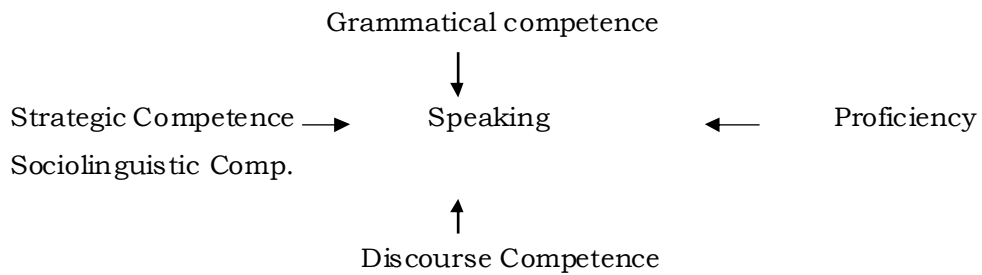 Grammatical competence
Strategic Competence Speaking Proficiency
Sociolinguistic Comp.
Discourse Competence